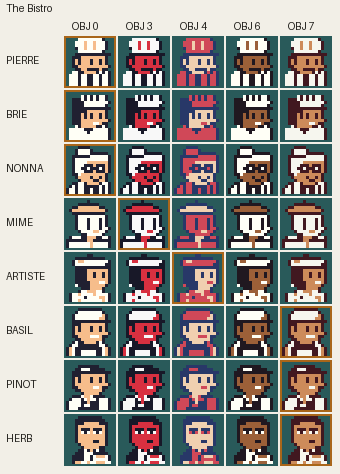 The Bistro
OBJ 0 OBJ 3 OBJ 4 OBJ 6 OBJ 7
PIERRE
BRIE
NONNA
MIME
ARTISTE
BASIL
PINOT
HERB